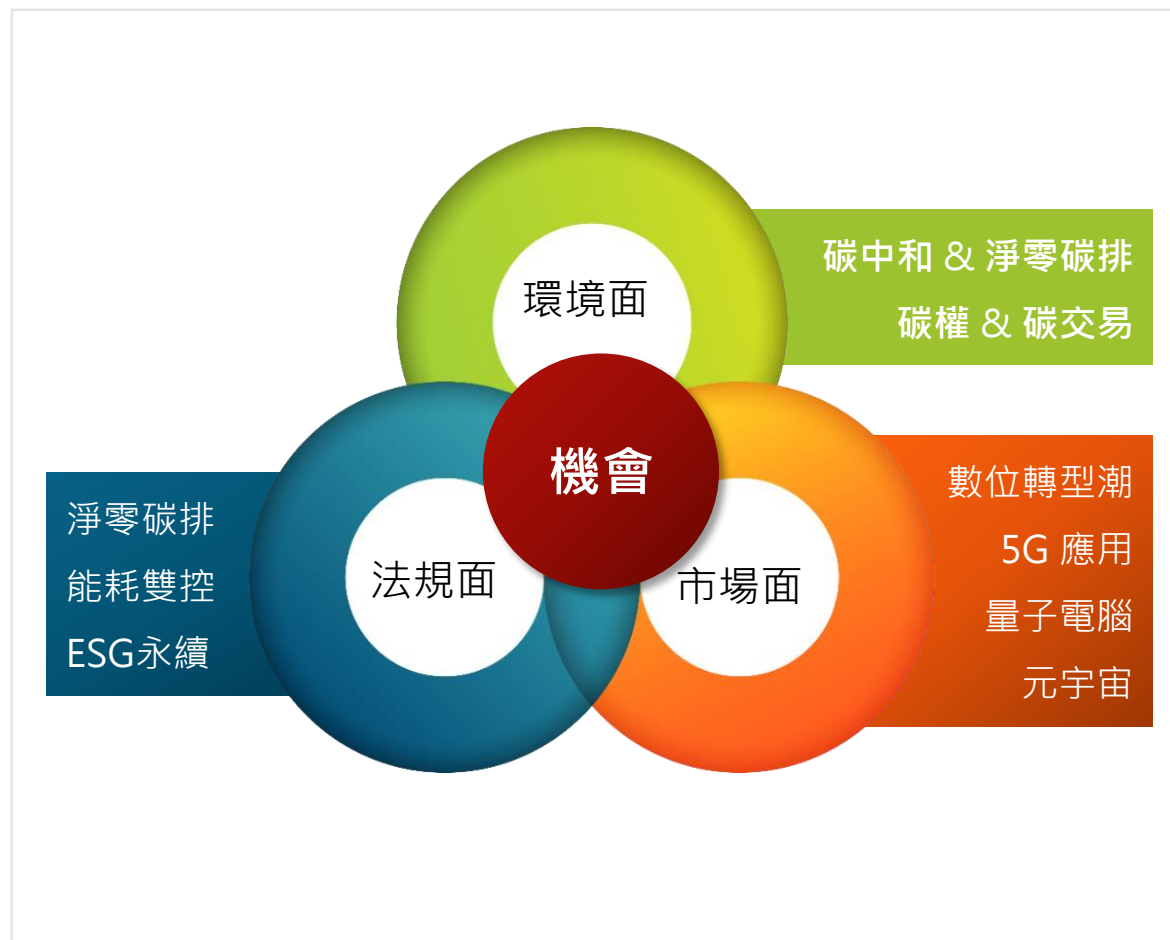 環境面
碳中和 & 淨零碳排
碳權 & 碳交易
機會
法規面
淨零碳排
能耗雙控
ESG永續
市場面
數位轉型潮
5G 應用
量子電腦
元宇宙